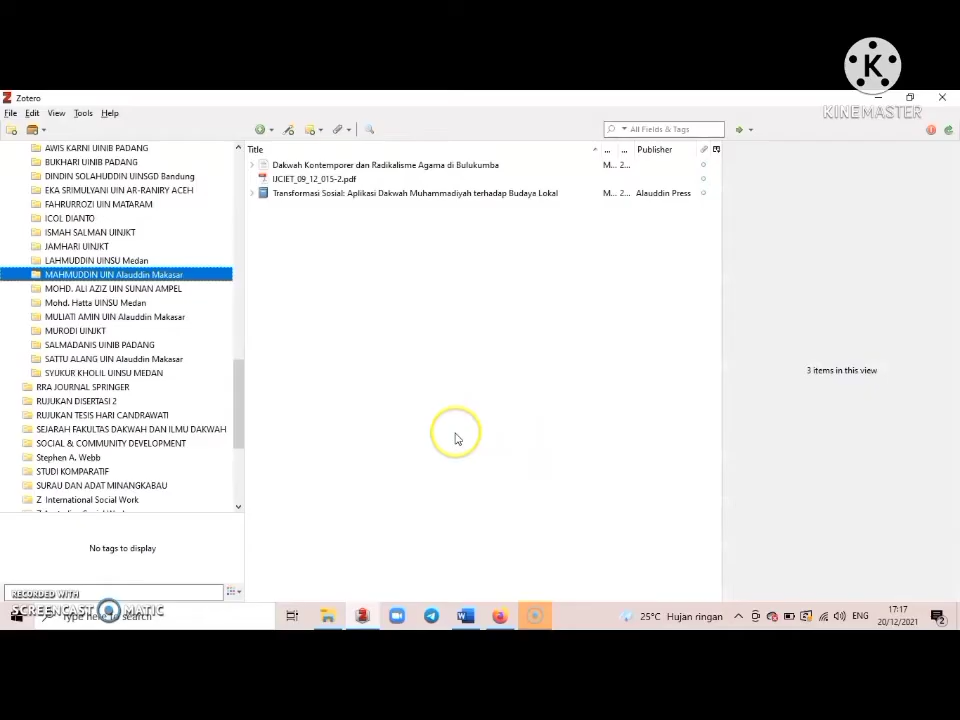 K
KINEMASTER
Zotero
File Edit View Tools Help
All Fields & Tags
AWIS KARNI UINIB PADANG
BUKHARI UINIB PADANG
DINDIN SOLAHUDDIN UINSGD Bandung
EKA SRIMULYANI UIN AR-RANIRY ACEH
FAHRURROZI UIN MATARAM
ICOL DIANTO
ISMAH SALMAN UINJKT
JAMHARI UINJKT
LAHMUDDIN UINSU Medan
MAHMUDDIN UIN Alauddin Makasar
MOHD. ALI AZIZ UIN SUNAN AMPEL
Mohd. Hatta UINSU Medan
MULIATI AMIN UIN Alauddin Makasar
MURODI UINJKT
SALMADANIS UINIB PADANG
SATTU ALANG UIN Alauddin Makasar
SYUKUR KHOLIL UINSU MEDAN
RRA JOURNAL SPRINGER
RUJUKAN DISERTASI 2
RUJUKAN TESIS HARI CANDRAWATI
SEJARAH FAKULTAS DAKWAH DAN ILMU DAKWAH
SOCIAL & COMMUNITY DEVELOPMENT
Stephen A. Webb
STUDI KOMPARATIF
SURAU DAN ADAT MINANGKABAU
Z International Social Work
No tags to display
Title ... ... Publisher
Dakwah Kontemporer dan Radikalisme Agama di Bulukumba M... 2...
IJCIET_09_12_015-2.pdf
Transformasi Sosial: Aplikasi Dakwah Muhammadiyah terhadap Budaya Lokal M... 2... Alauddin Press
3 items in this view
RECORDED WITH
SCREENCAST MATIC
Type here to search
25°C Hujan ringan
ENG
17:17
20/12/2021
2